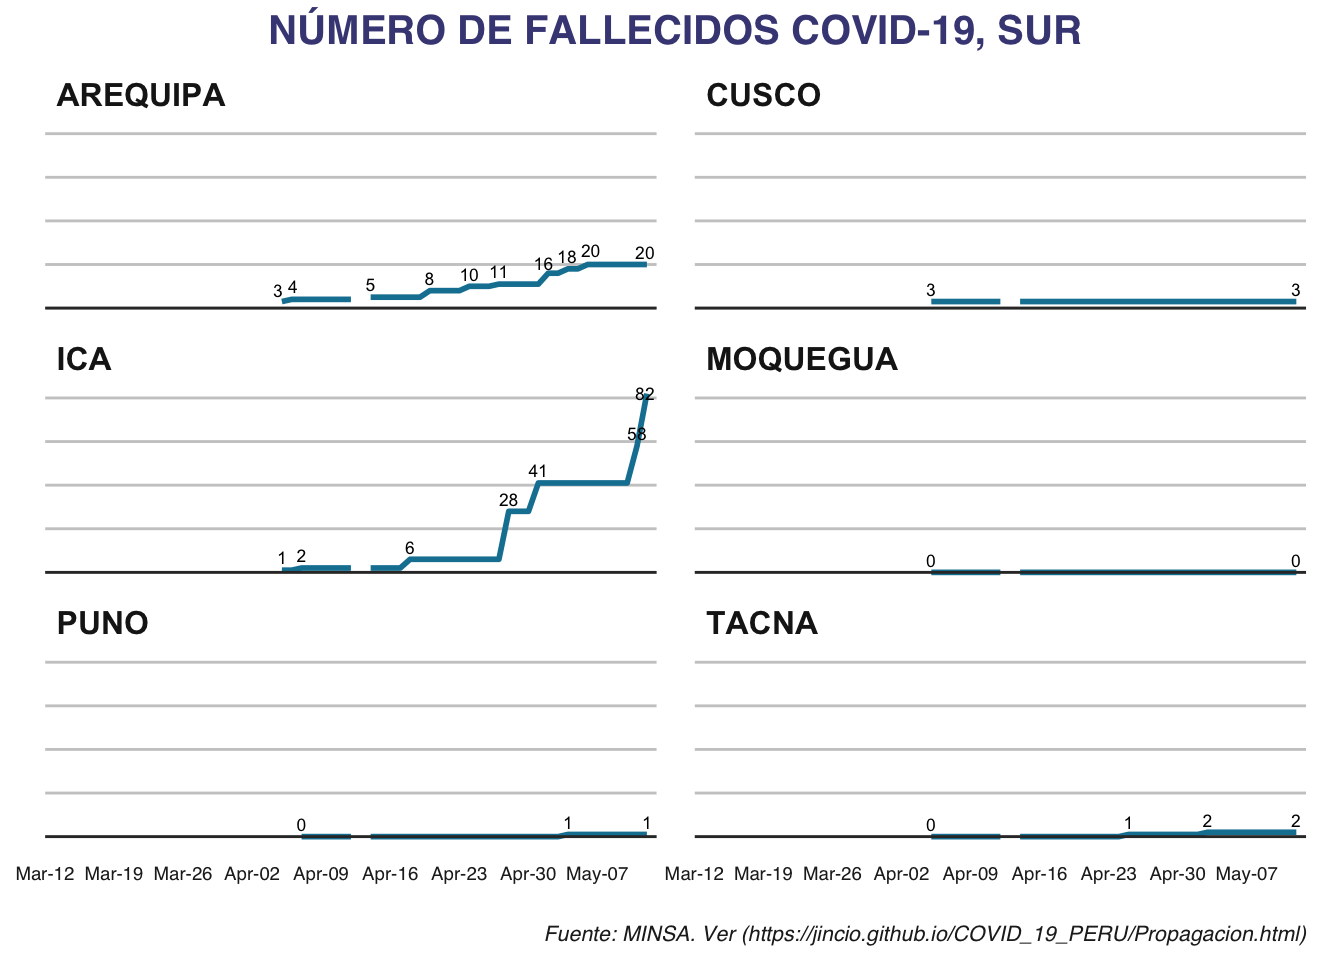 NÚMERO DE FALLECIDOS COVID-19, SUR
AREQUIPA
3 4 5 8 10 11 16 18 20 20
CUSCO
3 3
ICA
1 2 6 28 41 58 82
MOQUEGUA
0 0
PUNO
0 1 1
TACNA
0 1 2 2
Mar-12 Mar-19 Mar-26 Apr-02 Apr-09 Apr-16 Apr-23 Apr-30 May-07
Mar-12 Mar-19 Mar-26 Apr-02 Apr-09 Apr-16 Apr-23 Apr-30 May-07
Fuente: MINSA. Ver (https://jincio.github.io/COVID_19_PERU/Propagacion.html)